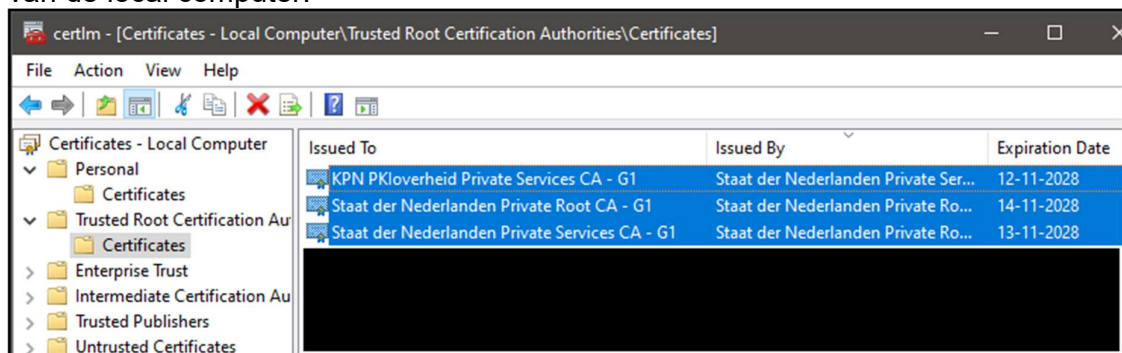 van de local computer:
certlm - [Certificates - Local Computer\Trusted Root Certification Authorities\Certificates]
File Action View Help
Certificates - Local Computer
Personal
Certificates
Trusted Root Certification Au
Certificates
Enterprise Trust
Intermediate Certification Au
Trusted Publishers
Untrusted Certificates
Issued To Issued By Expiration Date
KPN PKIoverheid Private Services CA - G1 Staat der Nederlanden Private Ser... 12-11-2028
Staat der Nederlanden Private Root CA - G1 Staat der Nederlanden Private Ro... 14-11-2028
Staat der Nederlanden Private Services CA - G1 Staat der Nederlanden Private Ro... 13-11-2028